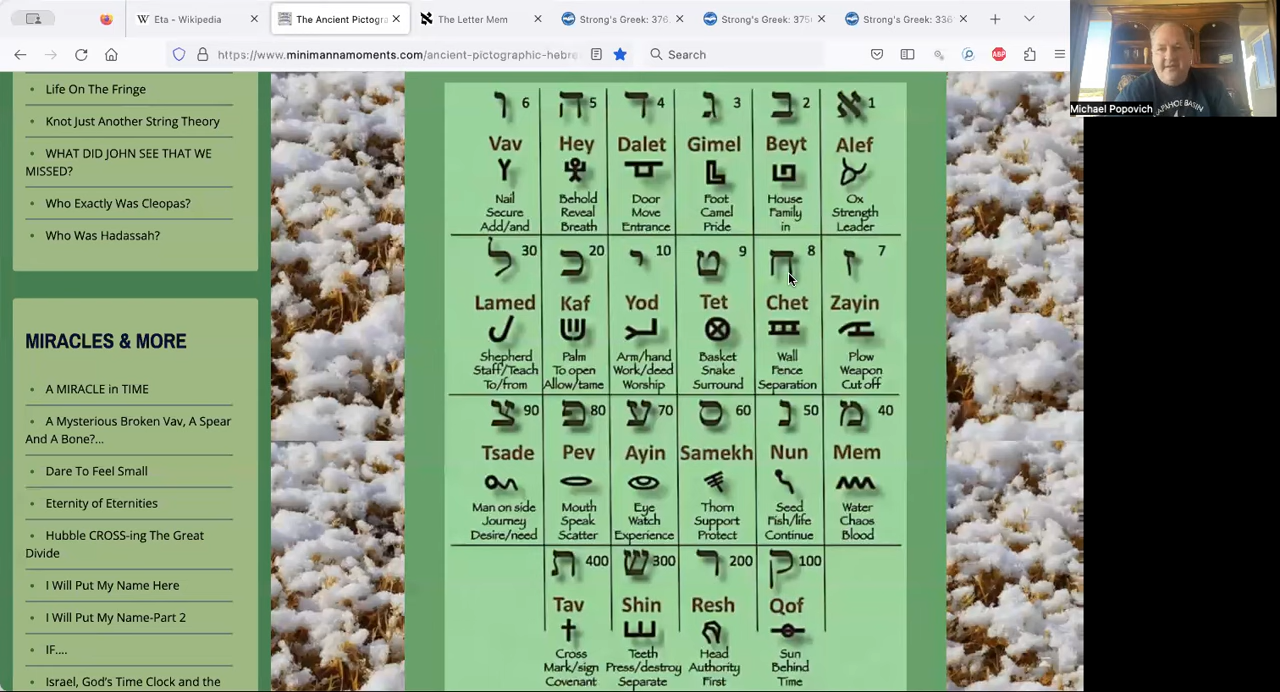 Eta - Wikipedia
The Ancient Pictogra
The Letter Mem
Strong's Greek: 376
Strong's Greek: 375
Strong's Greek: 336
https://www.minimannamoments.com/ancient-pictographic-hebre
Search
ABP
Michael Popovich
APAHOE BASIN
Life On The Fringe
Knot Just Another String Theory
WHAT DID JOHN SEE THAT WE
MISSED?
Who Exactly Was Cleopas?
Who Was Hadassah?
MIRACLES & MORE
A MIRACLE in TIME
A Mysterious Broken Vav, A Spear
And A Bone?...
Dare To Feel Small
Eternity of Eternities
Hubble CROSS-ing The Great
Divide
I Will Put My Name Here
I Will Put My Name-Part 2
IF....
Israel, God's Time Clock and the
ו 6 ה 5 ד 4 ג 3 ב 2 א 1
Vav Hey Dalet Gimel Beyt Alef
Nail Behold Door Foot House Ox
Secure Reveal Move Camel Family Strength
Add/and Breath Entrance Pride in Leader
ל 30 כ 20 י 10 ט 9 ח 8 ז 7
Lamed Kaf Yod Tet Chet Zayin
Shepherd Palm Arm/hand Basket Wall Plow
Staff/Teach To open Work/deed Snake Fence Weapon
To/from Allow/tame Worship Surround Separation Cut off
צ 90 פ 80 ע 70 ס 60 נ 50 מ 40
Tsade Pey Ayin Samekh Nun Mem
Man on side Mouth Eye Thorn Seed Water
Journey Speak Watch Support Fish/life Chaos
Desire/need Scatter Experience Protect Continue Blood
ת 400 ש 300 ר 200 ק 100
Tav Shin Resh Qof
Cross Teeth Head Sun
Mark/sign Press/destroy Authority Behind
Covenant Separate First Time